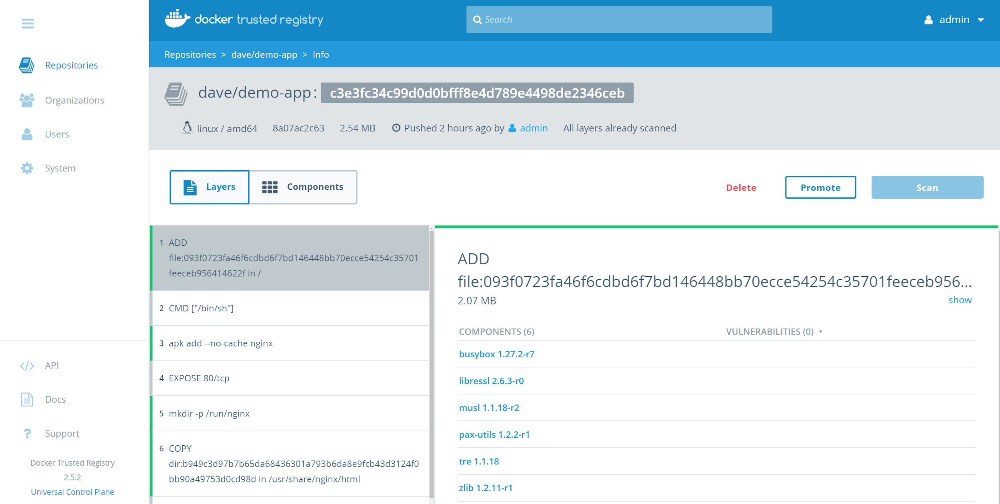 docker trusted registry
Search
admin
Repositories
Organizations
Users
System
API
Docs
Support
Docker Trusted Registry
2.5.2
Universal Control Plane
Repositories > dave/demo-app > Info
dave/demo-app: c3e3fc34c99d0d0bfff8e4d789e4498de2346ceb
linux / amd64 8a07ac2c63 2.54 MB Pushed 2 hours ago by admin All layers already scanned
Layers Components
Delete Promote Scan
1 ADD
file:093f0723fa46f6cdbd6f7bd146448bb70ecce54254c35701
feeceb956414622f in /
2 CMD ["/bin/sh"]
3 apk add --no-cache nginx
4 EXPOSE 80/tcp
5 mkdir -p /run/nginx
6 COPY
dir:b949c3d97b7b65da68436301a793b6da8e9fcb43d3124f0
bb90a49753d0cd98d in /usr/share/nginx/html
ADD
file:093f0723fa46f6cdbd6f7bd146448bb70ecce54254c35701feeceb956...
2.07 MB
show
COMPONENTS (6) VULNERABILITIES (0)
busybox 1.27.2-r7
libressl 2.6.3-r0
musl 1.1.18-r2
pax-utils 1.2.2-r1
tre 1.1.18
zlib 1.2.11-r1